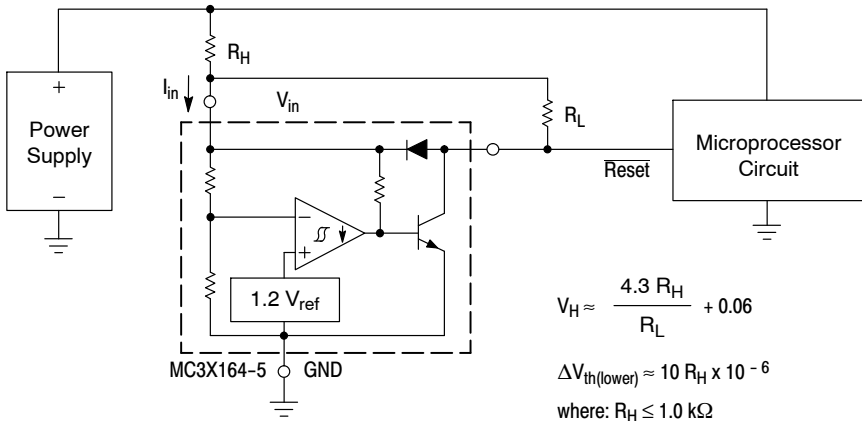 R_H
I_in
V_in
R_L
+
Power
Supply
−
Microprocessor
Circuit
R̅e̅s̅e̅t̅
−
+
1.2 V_ref
MC3X164−5
GND
V_H ≈ 4.3 R_H / R_L + 0.06
ΔV_th(lower) ≈ 10 R_H x 10⁻⁶
where: R_H ≤ 1.0 kΩ